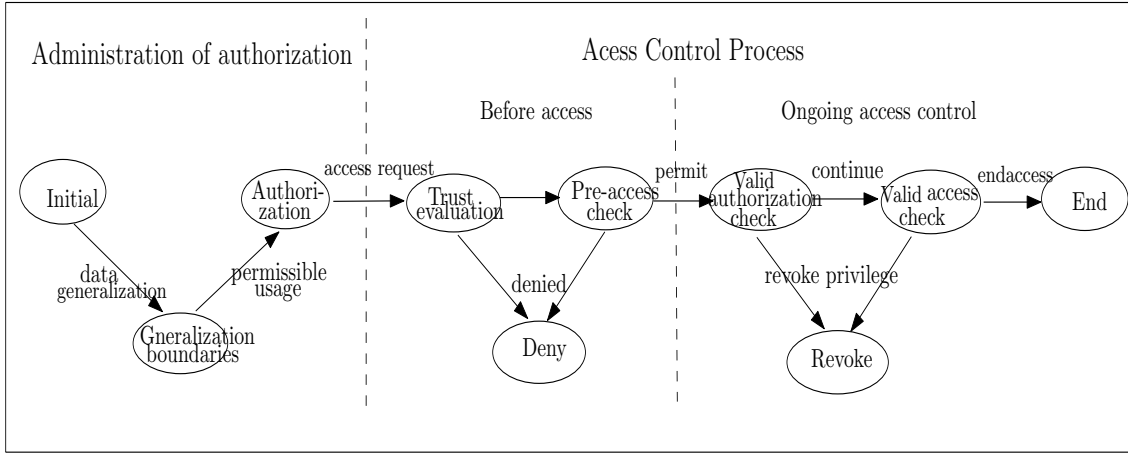 Administration of authorization
Acess Control Process
Before access
Ongoing access control
Initial
data
generalization
Gneralization
boundaries
permissible
usage
Authori-
zation
access request
Trust
evaluation
Pre-access
check
denied
Deny
permit
Valid
authorization
check
continue
Valid access
check
revoke privilege
Revoke
endaccess
End